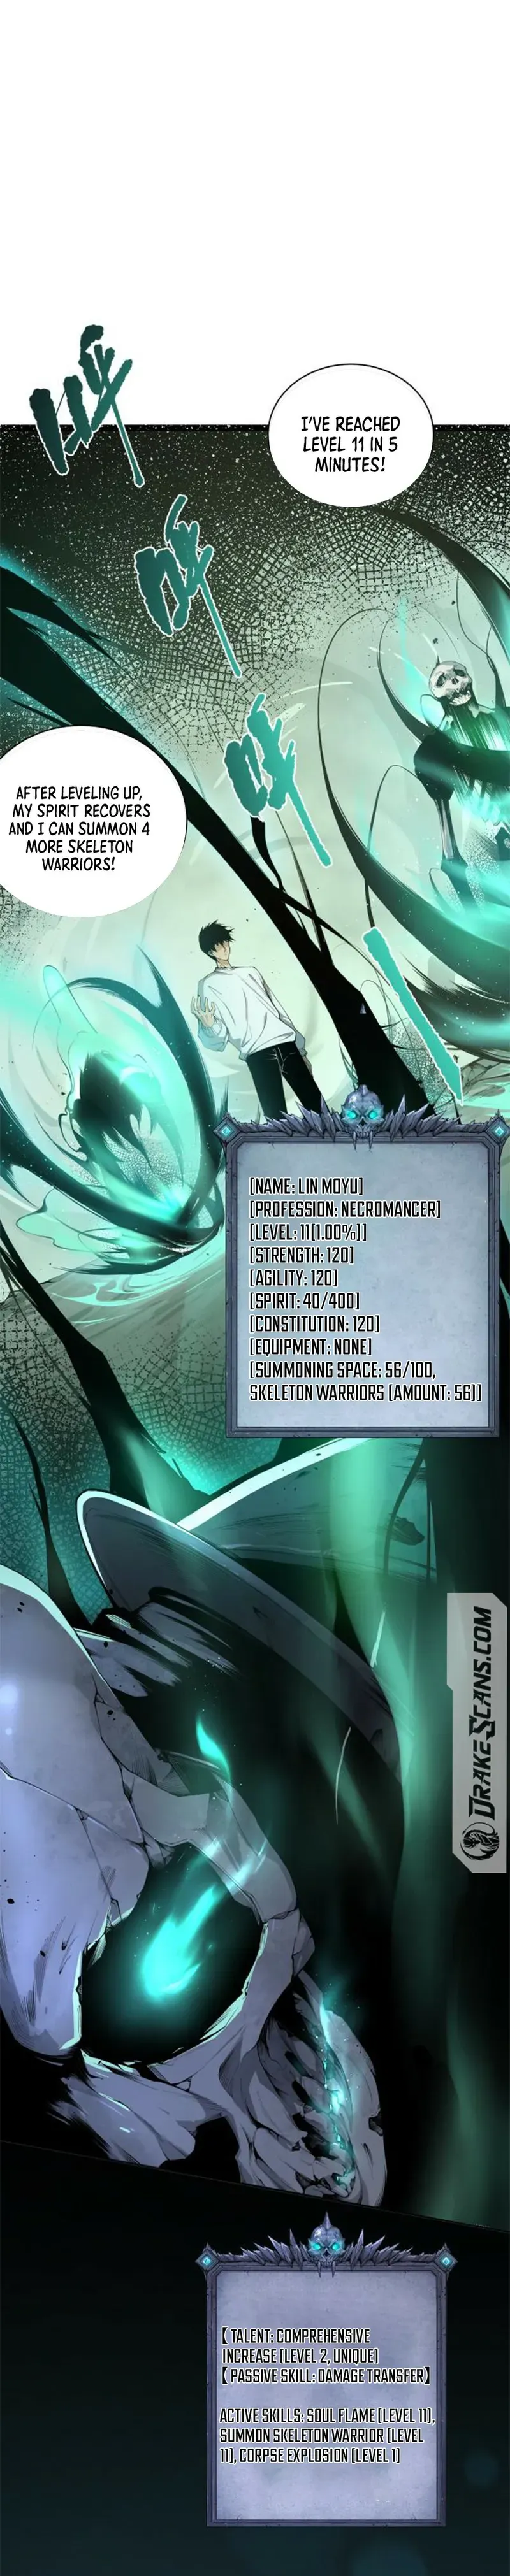 I'VE REACHED
LEVEL 11 IN 5
MINUTES!
AFTER LEVELING UP,
MY SPIRIT RECOVERS
AND I CAN SUMMON 4
MORE SKELETON
WARRIORS!
[NAME: LIN MOYU]
[PROFESSION: NECROMANCER]
[LEVEL: 11(1.00%)]
[STRENGTH: 120]
[AGILITY: 120]
[SPIRIT: 40/400]
[CONSTITUTION: 120]
[EQUIPMENT: NONE]
[SUMMONING SPACE: 56/100,
SKELETON WARRIORS (AMOUNT: 56)]
DRAKESCANS.COM
【TALENT: COMPREHENSIVE
INCREASE (LEVEL 2, UNIQUE)
【PASSIVE SKILL: DAMAGE TRANSFER】
ACTIVE SKILLS: SOUL FLAME (LEVEL 11),
SUMMON SKELETON WARRIOR (LEVEL
11), CORPSE EXPLOSION (LEVEL 1)